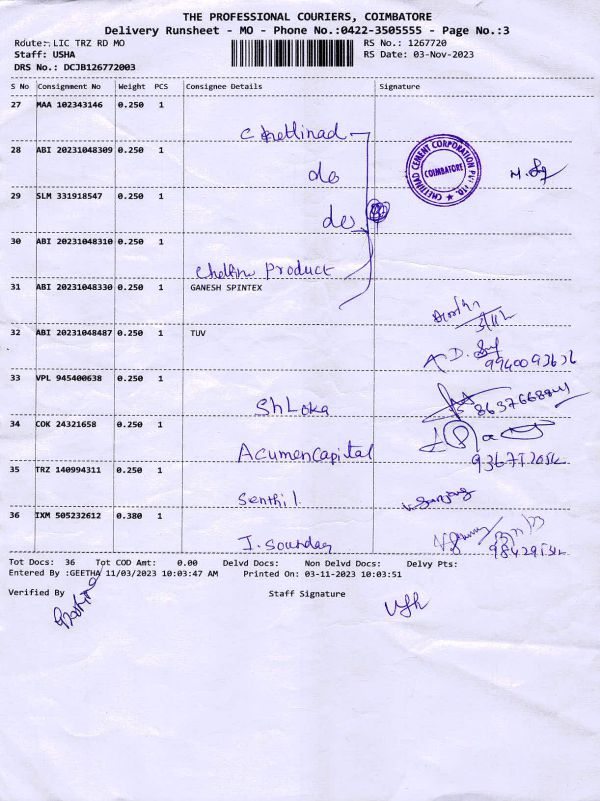 THE PROFESSIONAL COURIERS, COIMBATORE
Delivery Runsheet - MO - Phone No.:0422-3505555 - Page No.:3
Route:- LIC TRZ RD MO RS No.: 1267720
Staff: USHA RS Date: 03-Nov-2023
DRS No.: DCJB126772003
S No Consignment No Weight PCS Consignee Details Signature
27 MAA 102343146 0.250 1
Chettinad
28 ABI 20231048309 0.250 1
CHETTINAD CEMENT CORPORATION PVT. LTD. COIMBATORE
do
29 SLM 331918547 0.250 1
do
30 ABI 20231048310 0.250 1
Product
31 ABI 20231048330 0.250 1 GANESH SPINTEX
32 ABI 20231048487 0.250 1 TUV
9940093636
33 VPL 945400638 0.250 1
Shloka
34 COK 24321658 0.250 1
Acumen Capital
35 TRZ 140994311 0.250 1
Senthil
36 IXM 505232612 0.380 1
Tot Docs: 36 Tot COD Amt: 0.00 Delvd Docs: Non Delvd Docs: Delvy Pts:
Entered By :GEETHA 11/03/2023 10:03:47 AM Printed On: 03-11-2023 10:03:51
Verified By Staff Signature